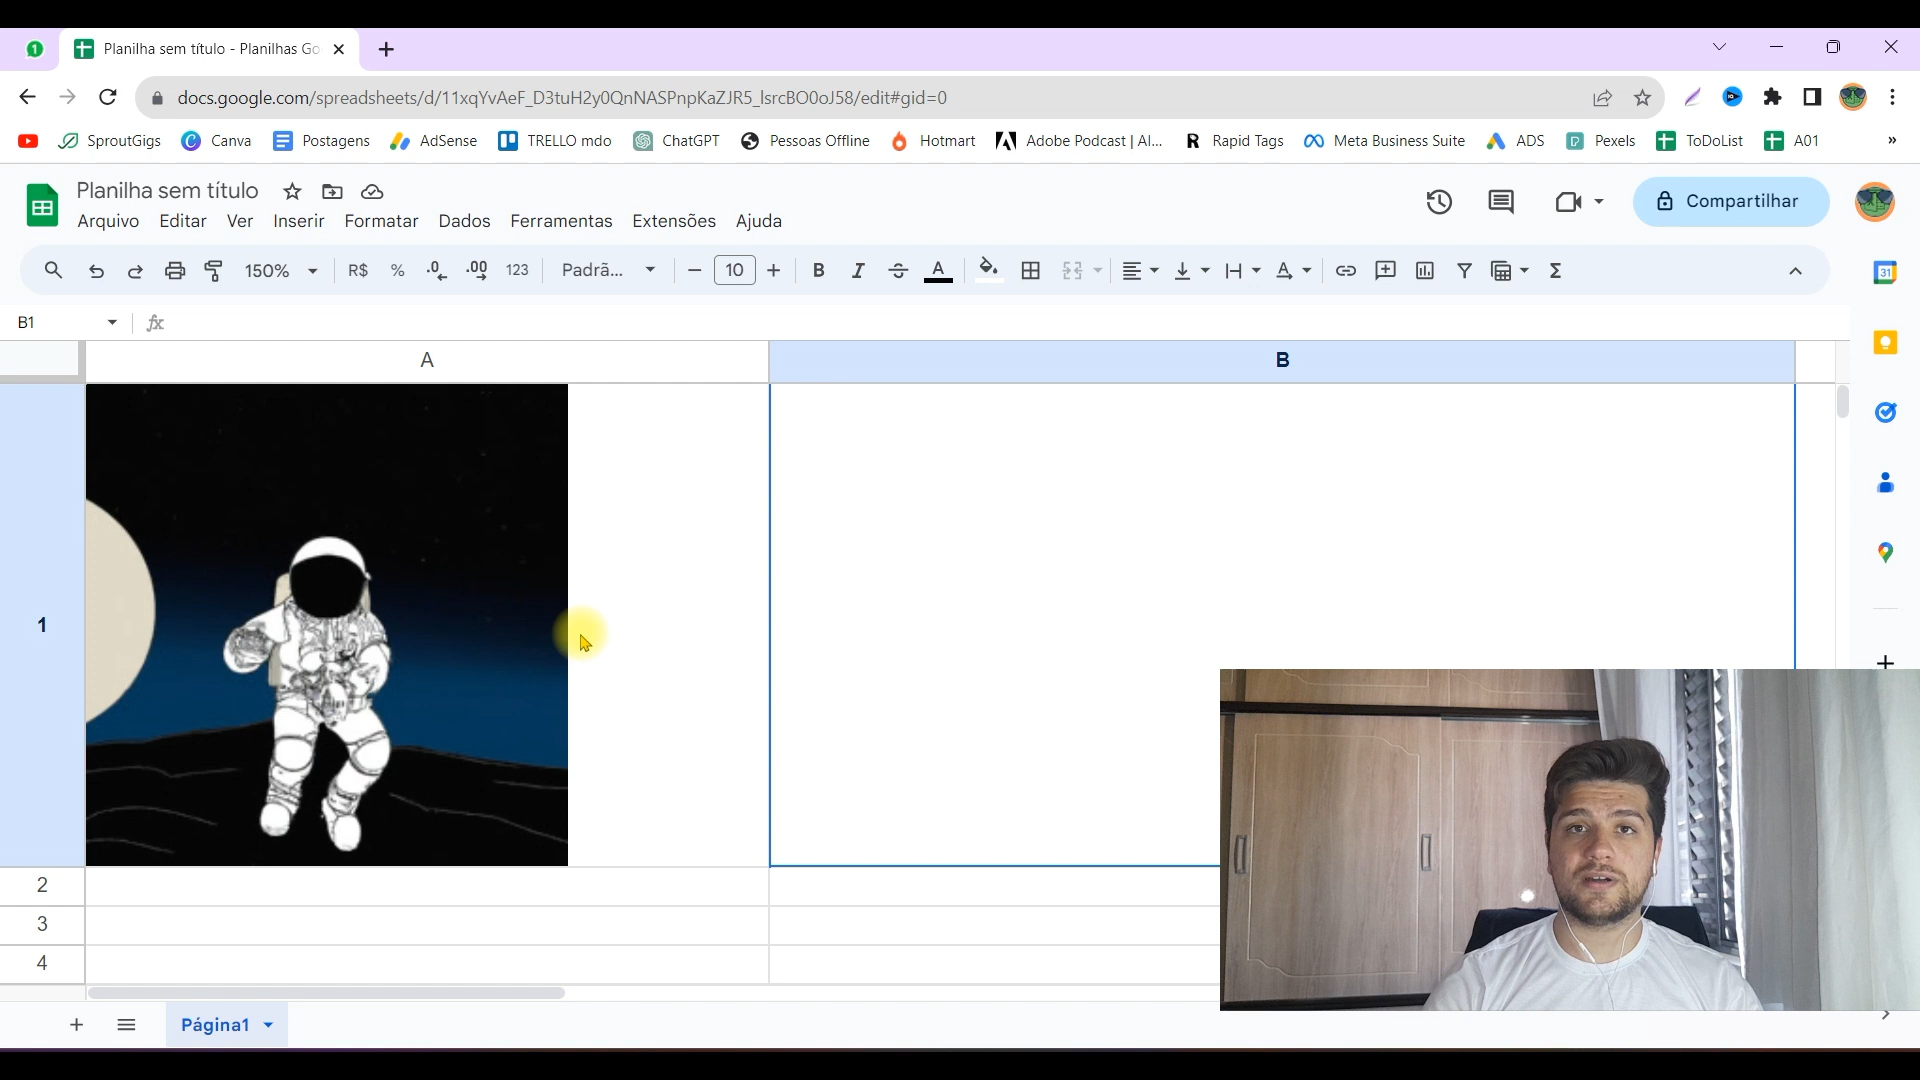 1
Planilha sem título - Planilhas Go
docs.google.com/spreadsheets/d/11xqYvAeF_D3tuH2y0QnNASPnpKaZJR5_lsrcBO0oJ58/edit#gid=0
SproutGigs Canva Postagens AdSense TRELLO mdo ChatGPT Pessoas Offline Hotmart Adobe Podcast | AI... Rapid Tags Meta Business Suite ADS Pexels ToDoList A01 »
Planilha sem título
Compartilhar
Arquivo Editar Ver Inserir Formatar Dados Ferramentas Extensões Ajuda
150% R$ % .0 .00 123 Padrã... 10 B I S A Σ
31
B1 fx
A B
1
2
3
4
Página1